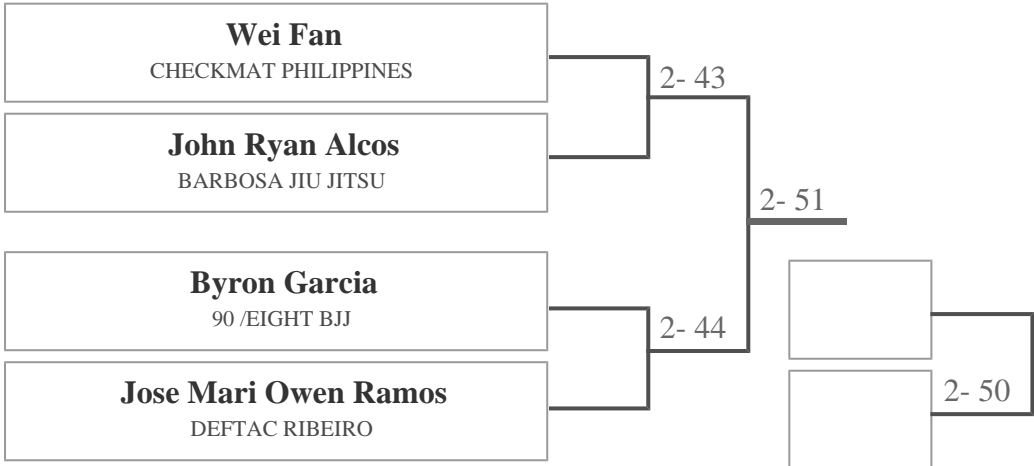 Wei Fan
CHECKMAT PHILIPPINES
2- 43
John Ryan Alcos
BARBOSA JIU JITSU
2- 51
Byron Garcia
90 /EIGHT BJJ
2- 44
Jose Mari Owen Ramos
DEFTAC RIBEIRO
2- 50